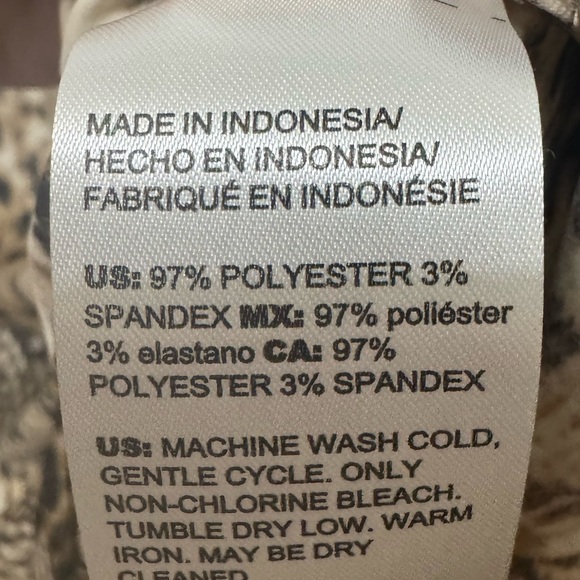 MADE IN INDONESIA/
HECHO EN INDONESIA/
FABRIQUÉ EN INDONÉSIE
US: 97% POLYESTER 3%
SPANDEX MX: 97% poliéster
3% elastano CA: 97%
POLYESTER 3% SPANDEX
US: MACHINE WASH COLD,
GENTLE CYCLE. ONLY
NON-CHLORINE BLEACH.
TUMBLE DRY LOW. WARM
IRON. MAY BE DRY
CLEANED